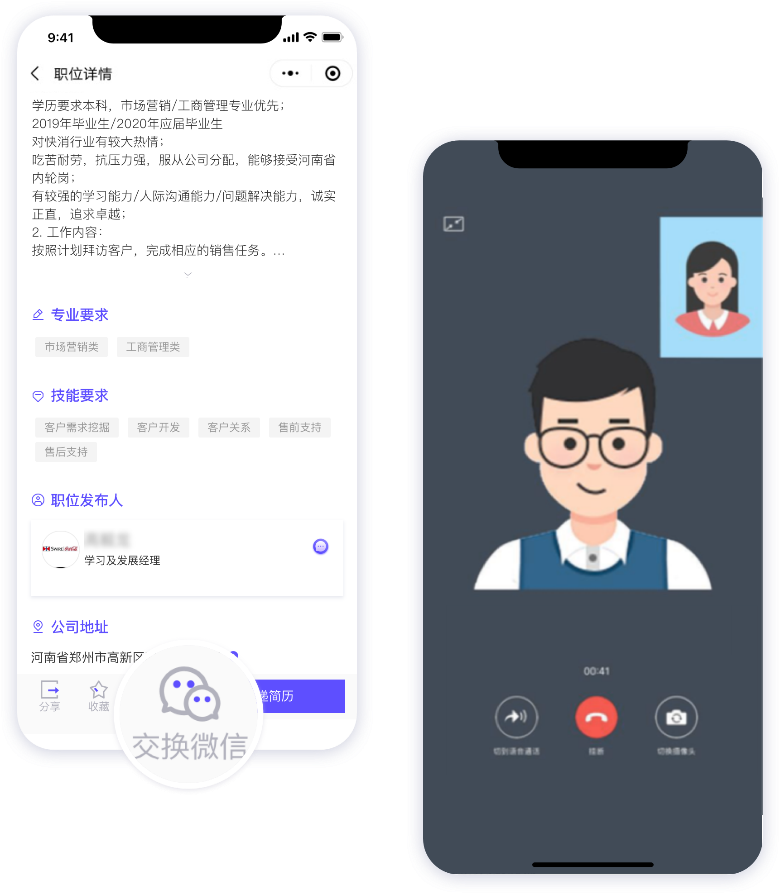 9:41
职位详情
学历要求本科，市场营销/工商管理专业优先；
2019年毕业生/2020年应届毕业生
对快消行业有较大热情；
吃苦耐劳，抗压力强，服从公司分配，能够接受河南省
内轮岗；
有较强的学习能力/人际沟通能力/问题解决能力，诚实
正直，追求卓越；
2. 工作内容：
按照计划拜访客户，完成相应的销售任务。...
专业要求
市场营销类
工商管理类
技能要求
客户需求挖掘
客户开发
客户关系
售前支持
售后支持
职位发布人
学习及发展经理
公司地址
河南省郑州市高新区
分享
收藏
递简历
交换微信
00:41
切到语音通话
挂断
切换摄像头